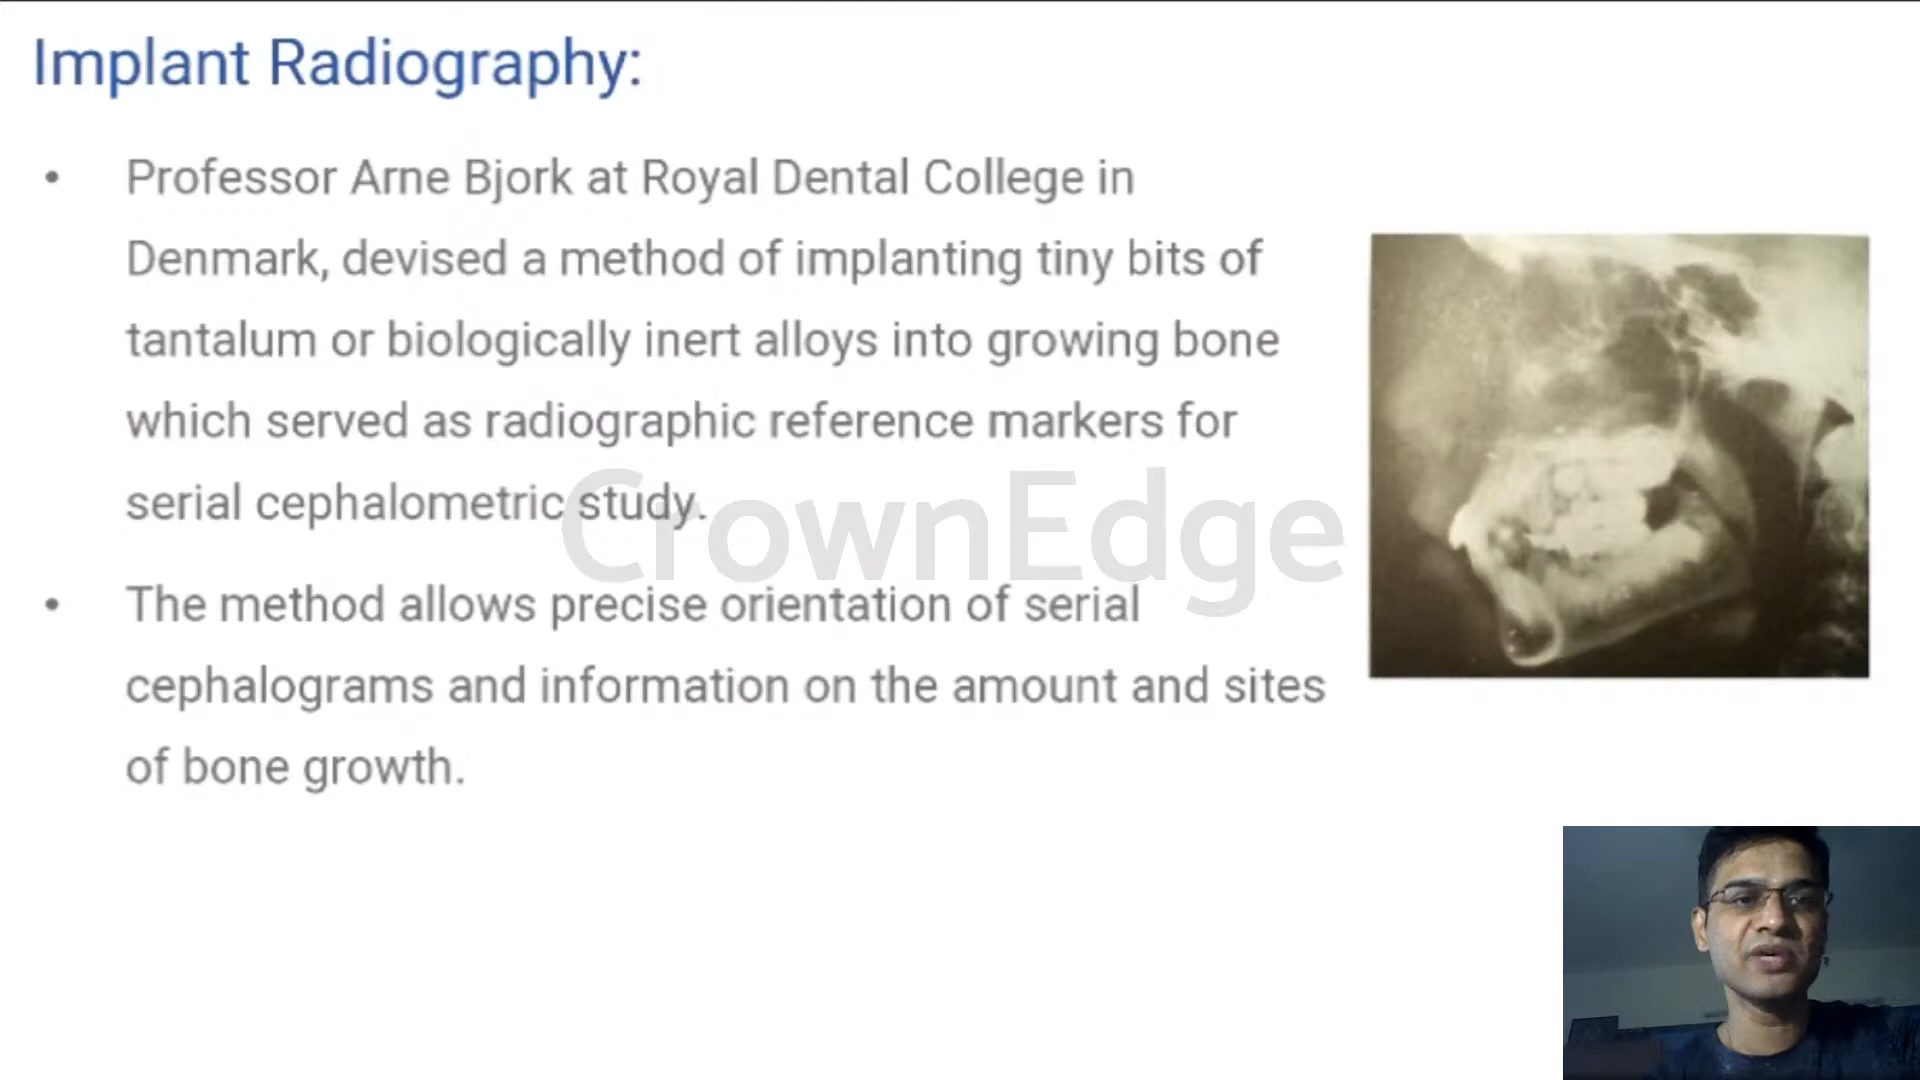 Implant Radiography:
• Professor Arne Bjork at Royal Dental College in
Denmark, devised a method of implanting tiny bits of
tantalum or biologically inert alloys into growing bone
which served as radiographic reference markers for
serial cephalometric study.
CrownEdge
• The method allows precise orientation of serial
cephalograms and information on the amount and sites
of bone growth.